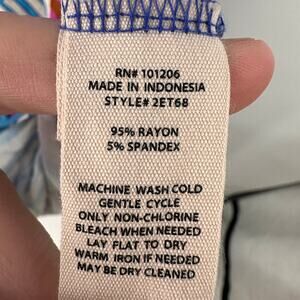 RN# 101206
MADE IN INDONESIA
STYLE# 2ET68
95% RAYON
5% SPANDEX
MACHINE WASH COLD
GENTLE CYCLE
ONLY NON-CHLORINE
BLEACH WHEN NEEDED
LAY FLAT TO DRY
WARM IRON IF NEEDED
MAY BE DRY CLEANED